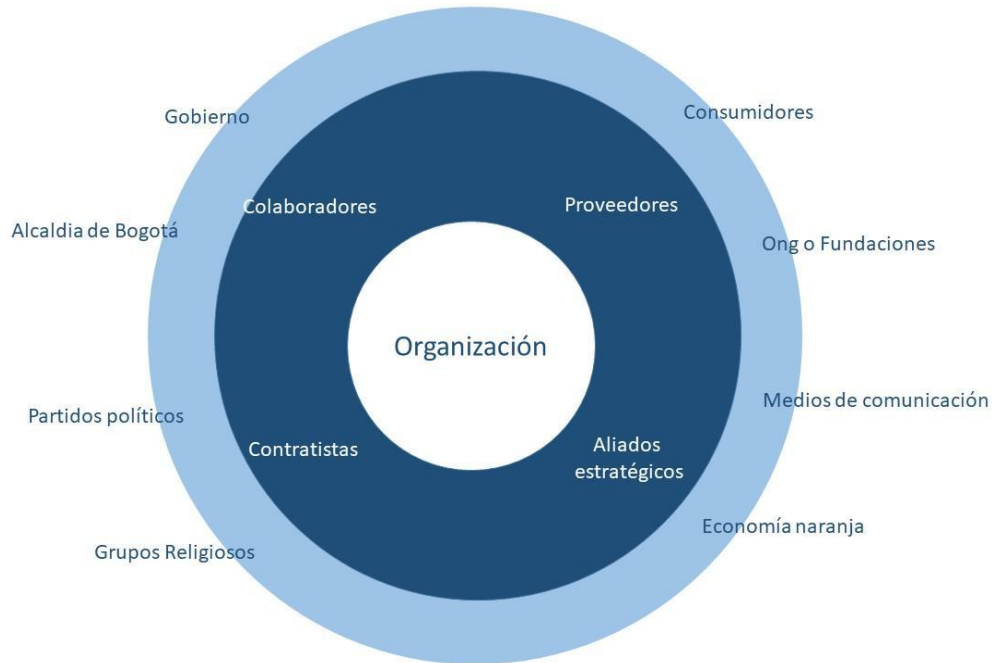 Gobierno
Consumidores
Colaboradores
Proveedores
Alcaldia de Bogotá
Ong o Fundaciones
Organización
Medios de comunicación
Partidos políticos
Contratistas
Aliados
estratégicos
Economía naranja
Grupos Religiosos